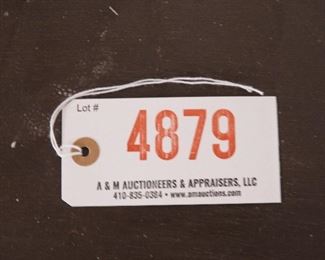 Lot #
4879
A & M AUCTIONEERS & APPRAISERS, LLC
410-835-0384 • www.amauctions.com